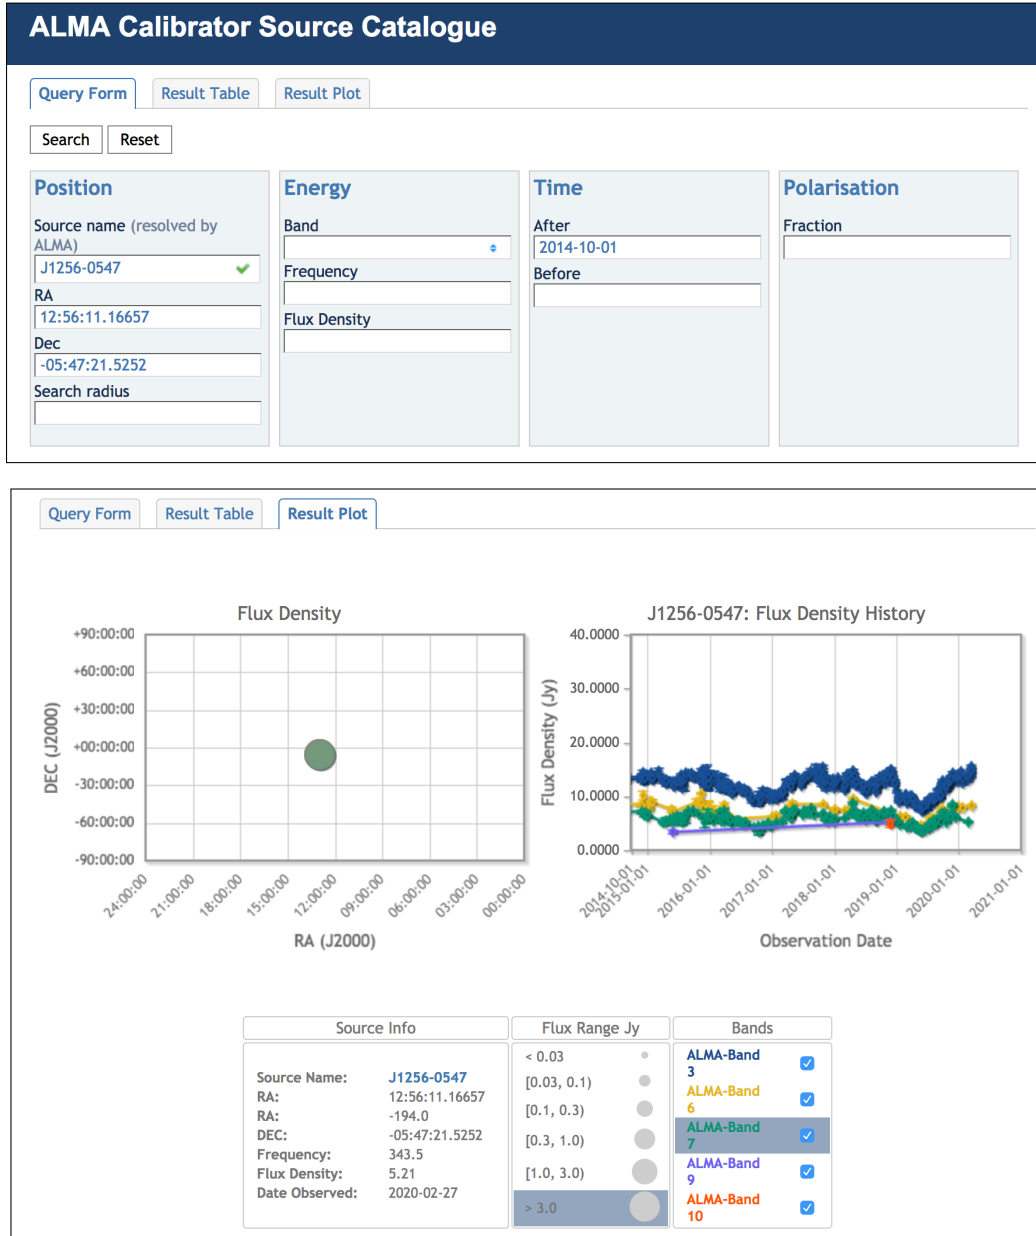 ALMA Calibrator Source Catalogue
Query Form Result Table Result Plot
Search Reset
Position
Source name (resolved by
ALMA)
J1256-0547
RA
12:56:11.16657
Dec
-05:47:21.5252
Search radius
Energy
Band
Frequency
Flux Density
Time
After
2014-10-01
Before
Polarisation
Fraction
Query Form Result Table Result Plot
Flux Density
+90:00:00
+60:00:00
+30:00:00
+00:00:00
-30:00:00
-60:00:00
-90:00:00
DEC (J2000)
24:00:00 21:00:00 18:00:00 15:00:00 12:00:00 09:00:00 06:00:00 03:00:00 00:00:00
RA (J2000)
J1256-0547: Flux Density History
40.0000
30.0000
20.0000
10.0000
0.0000
Flux Density (Jy)
2014-10-01 2015-01-01 2016-01-01 2017-01-01 2018-01-01 2019-01-01 2020-01-01 2021-01-01
Observation Date
Source Info
Source Name: J1256-0547
RA: 12:56:11.16657
RA: -194.0
DEC: -05:47:21.5252
Frequency: 343.5
Flux Density: 5.21
Date Observed: 2020-02-27
Flux Range Jy
< 0.03
[0.03, 0.1)
[0.1, 0.3)
[0.3, 1.0)
[1.0, 3.0)
> 3.0
Bands
ALMA-Band
3
ALMA-Band
6
ALMA-Band
7
ALMA-Band
9
ALMA-Band
10